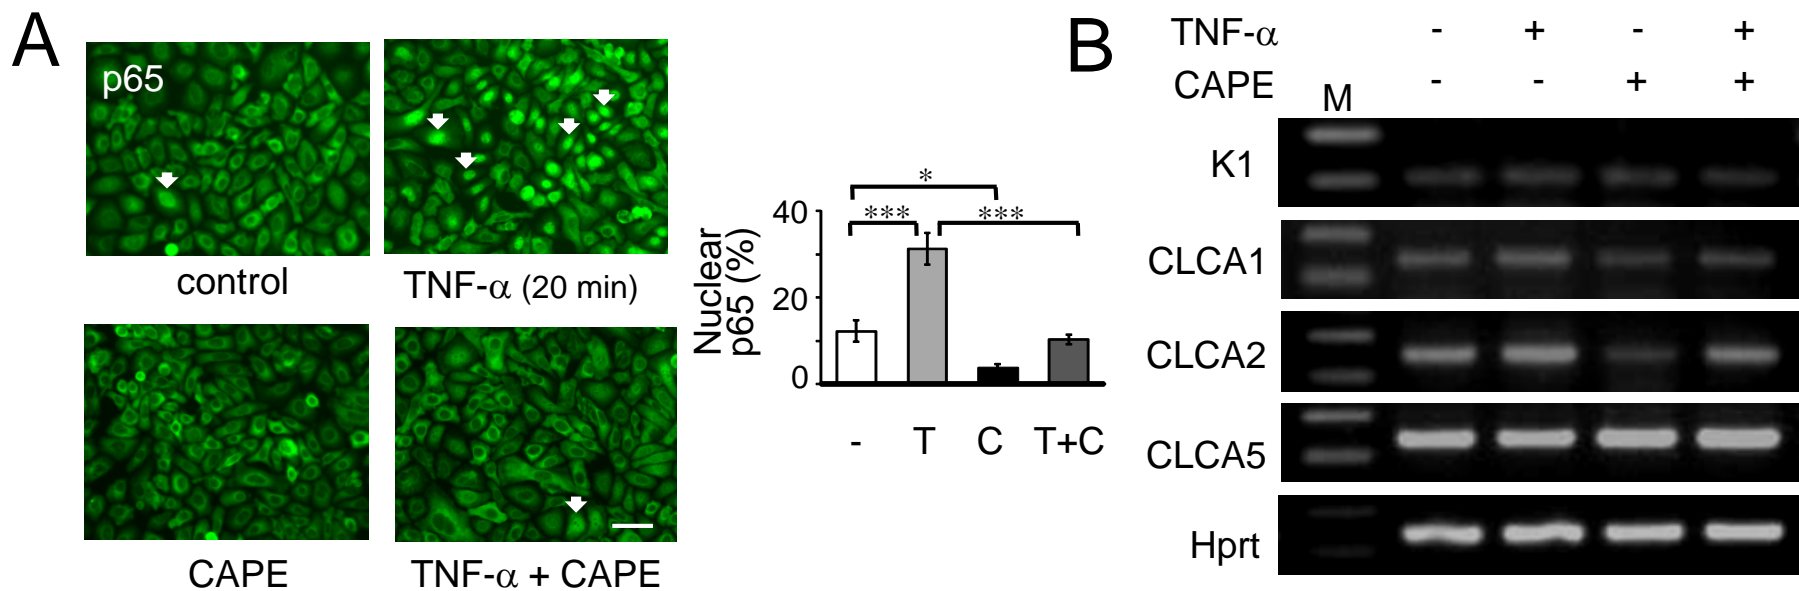 A
p65
control
TNF-α (20 min)
CAPE
TNF-α + CAPE
Nuclear
p65 (%)
40
20
0
*
***
***
-
T
C
T+C
B
TNF-α - + - +
CAPE - - + +
M
K1
CLCA1
CLCA2
CLCA5
Hprt